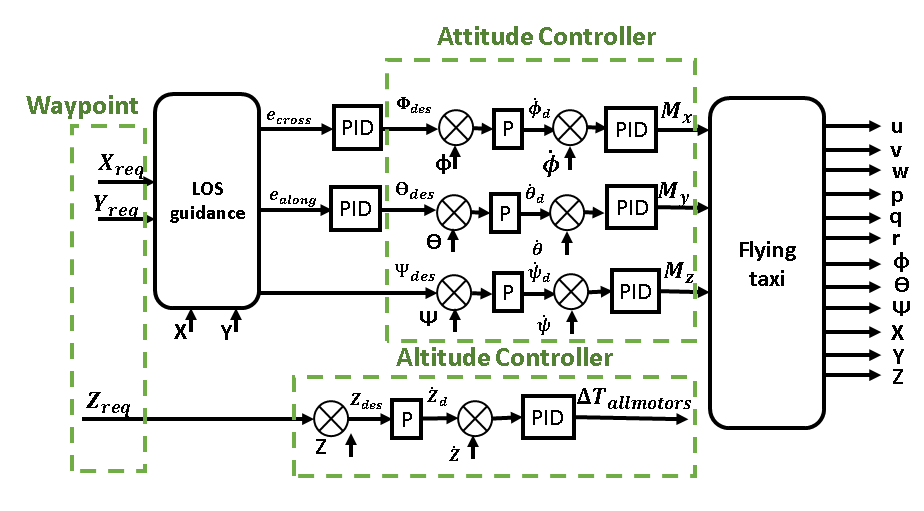 Attitude Controller
Waypoint
X_req
Y_req
LOS
guidance
X
Y
e_cross
PID
Φ_des
Φ
P
ϕ̇_d
ϕ̇
PID
M_x
e_along
PID
Θ_des
Θ
P
θ̇_d
θ̇
PID
M_y
Ψ_des
Ψ
P
ψ̇_d
ψ̇
PID
M_z
Flying
taxi
u
v
w
p
q
r
Φ
Θ
Ψ
X
Y
Z
Altitude Controller
Z_req
Z
Z_des
P
Ż_d
Ż
PID
ΔT_allmotors